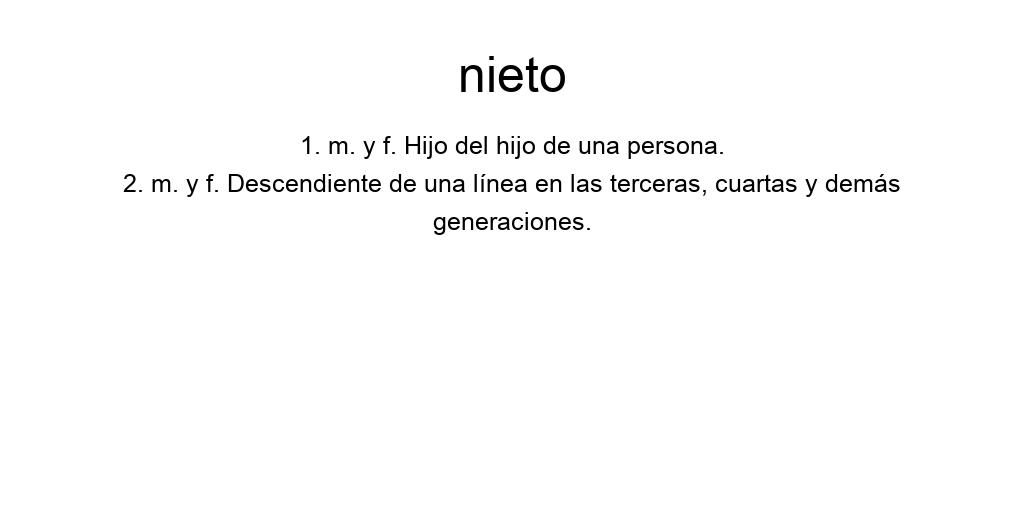 nieto
1. m. y f. Hijo del hijo de una persona.
2. m. y f. Descendiente de una línea en las terceras, cuartas y demás
generaciones.